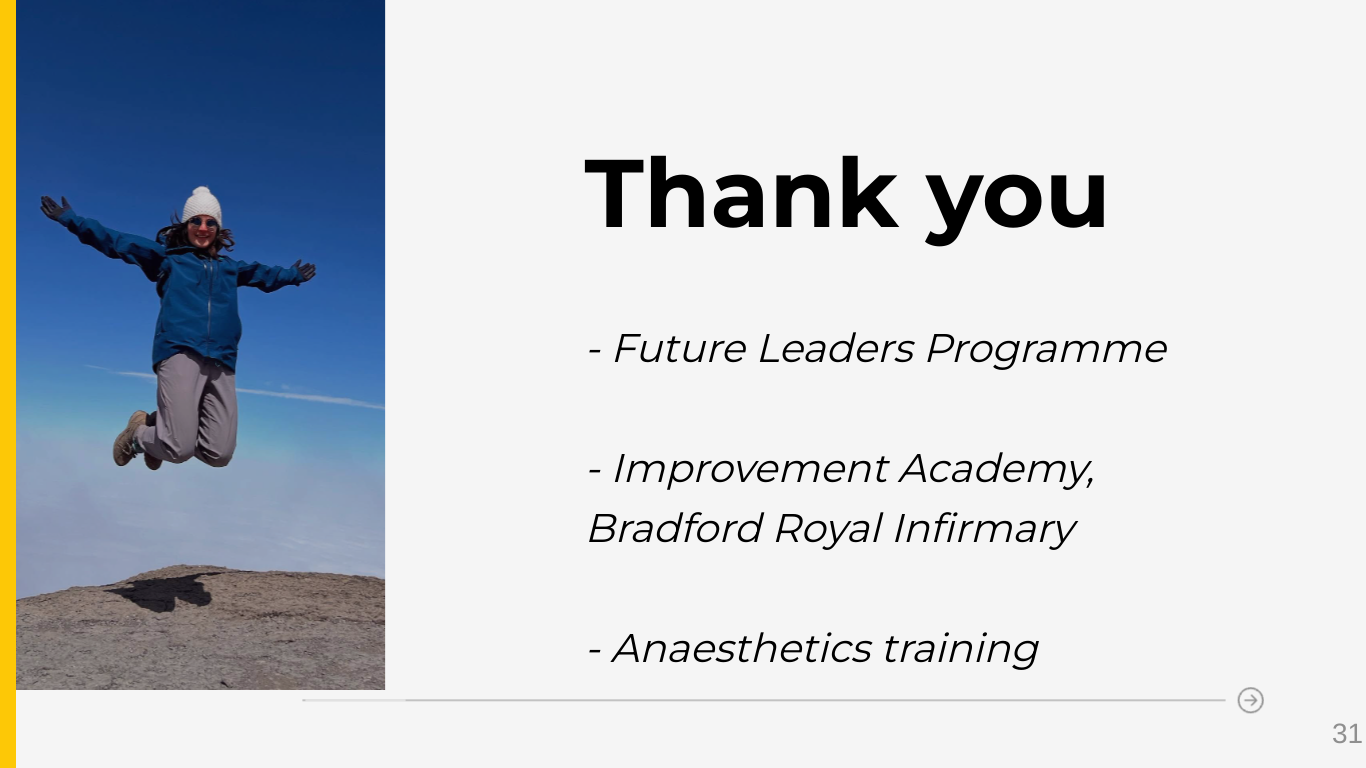 Thank you
- Future Leaders Programme
- Improvement Academy,
Bradford Royal Infirmary
- Anaesthetics training
31